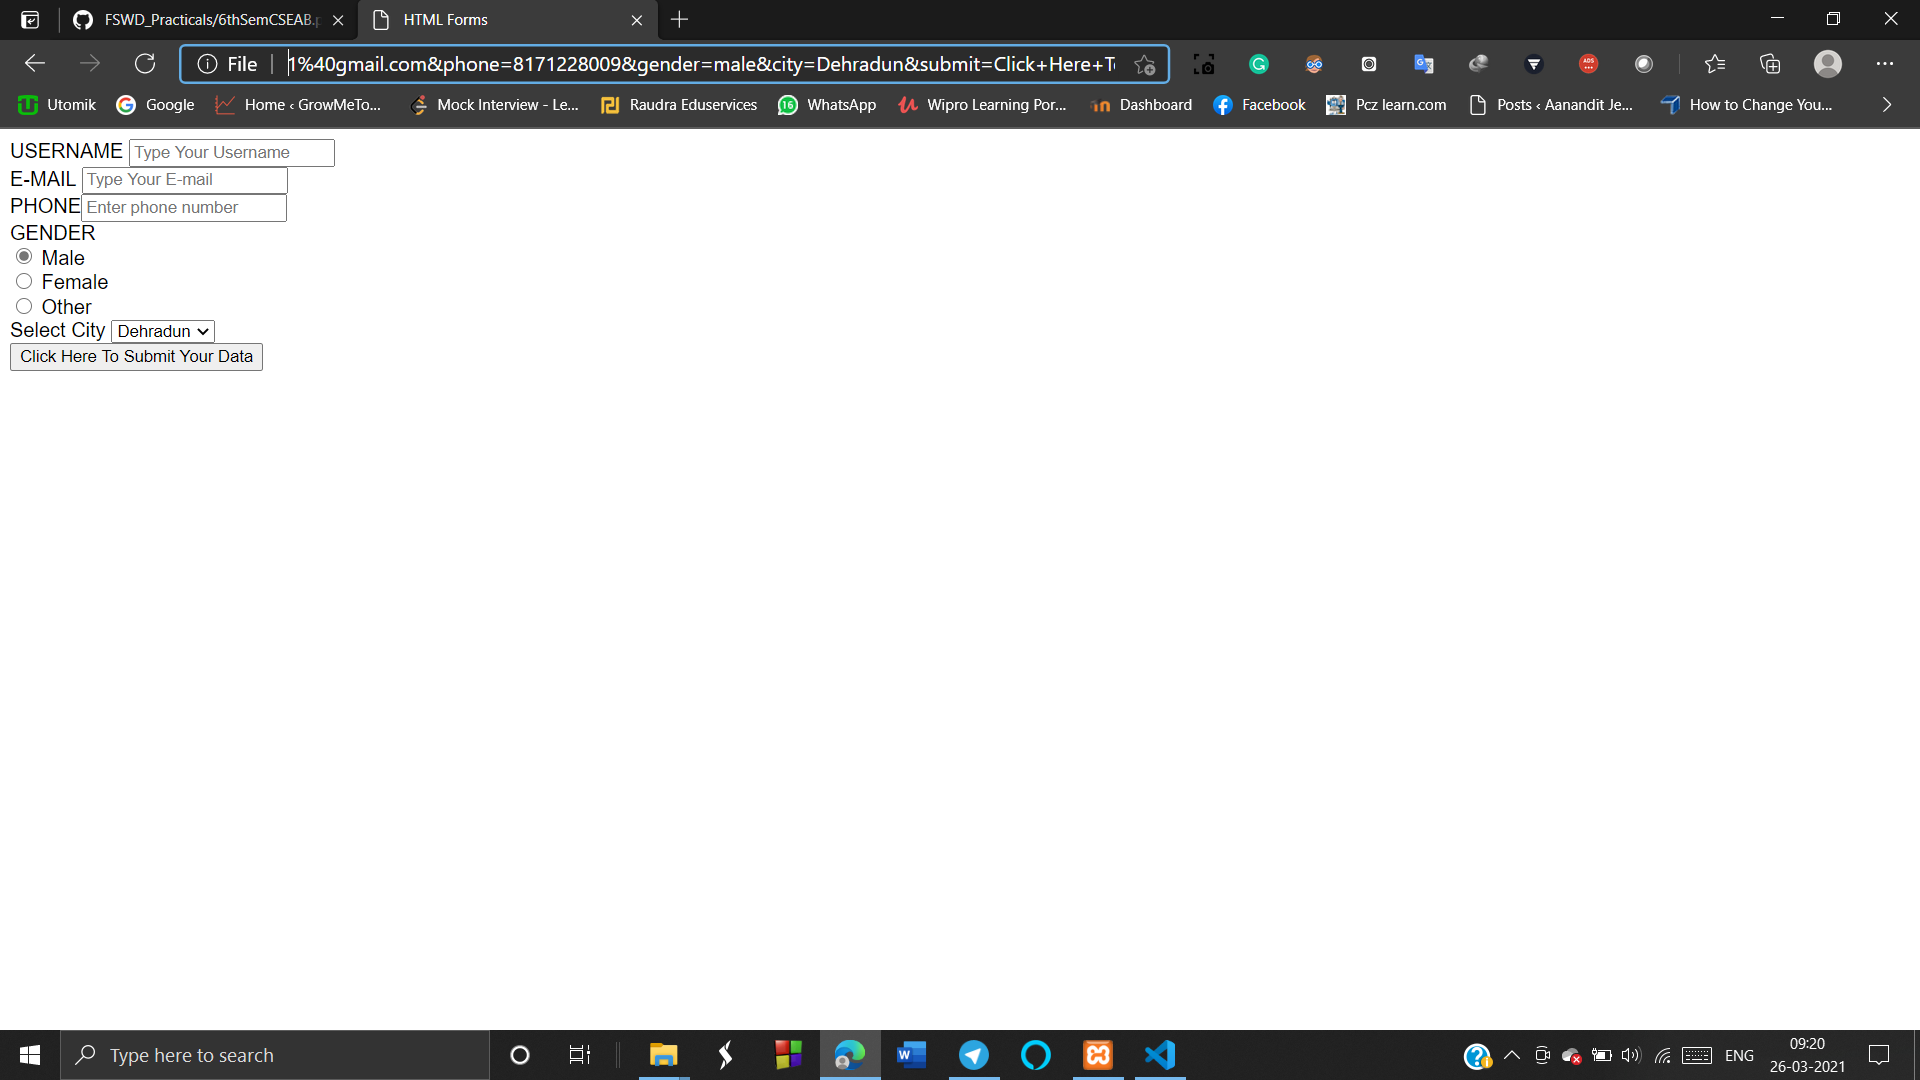 FSWD_Practicals/6thSemCSEAB.p
HTML Forms
File
1%40gmail.com&phone=8171228009&gender=male&city=Dehradun&submit=Click+Here+T
Utomik
Google
Home ‹ GrowMeTo...
Mock Interview - Le...
Raudra Eduservices
WhatsApp
Wipro Learning Por...
Dashboard
Facebook
Pcz learn.com
Posts ‹ Aanandit Je...
How to Change You...
USERNAME Type Your Username
E-MAIL Type Your E-mail
PHONE Enter phone number
GENDER
Male
Female
Other
Select City Dehradun
Click Here To Submit Your Data
Type here to search
ENG
09:20
26-03-2021